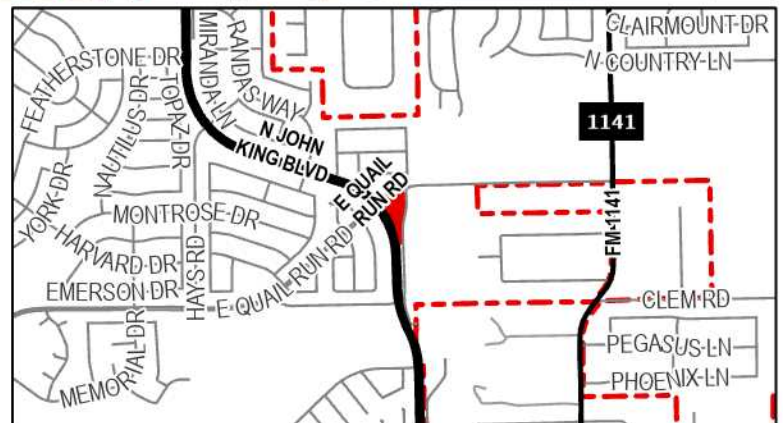 CLAIRMOUNT DR
N COUNTRY LN
FEATHERSTONE DR
MIRANDA LN
RANDAS WAY
TOPAZ DR
NAUTILUS DR
1141
N JOHN
KING BLVD
E QUAIL
RUN RD
YORK DR
MONTROSE DR
HARVARD DR
HAYS RD
E QUAIL RUN RD
FM 1141
EMERSON DR
CLEM RD
MEMORIAL DR
PEGASUS LN
PHOENIX LN